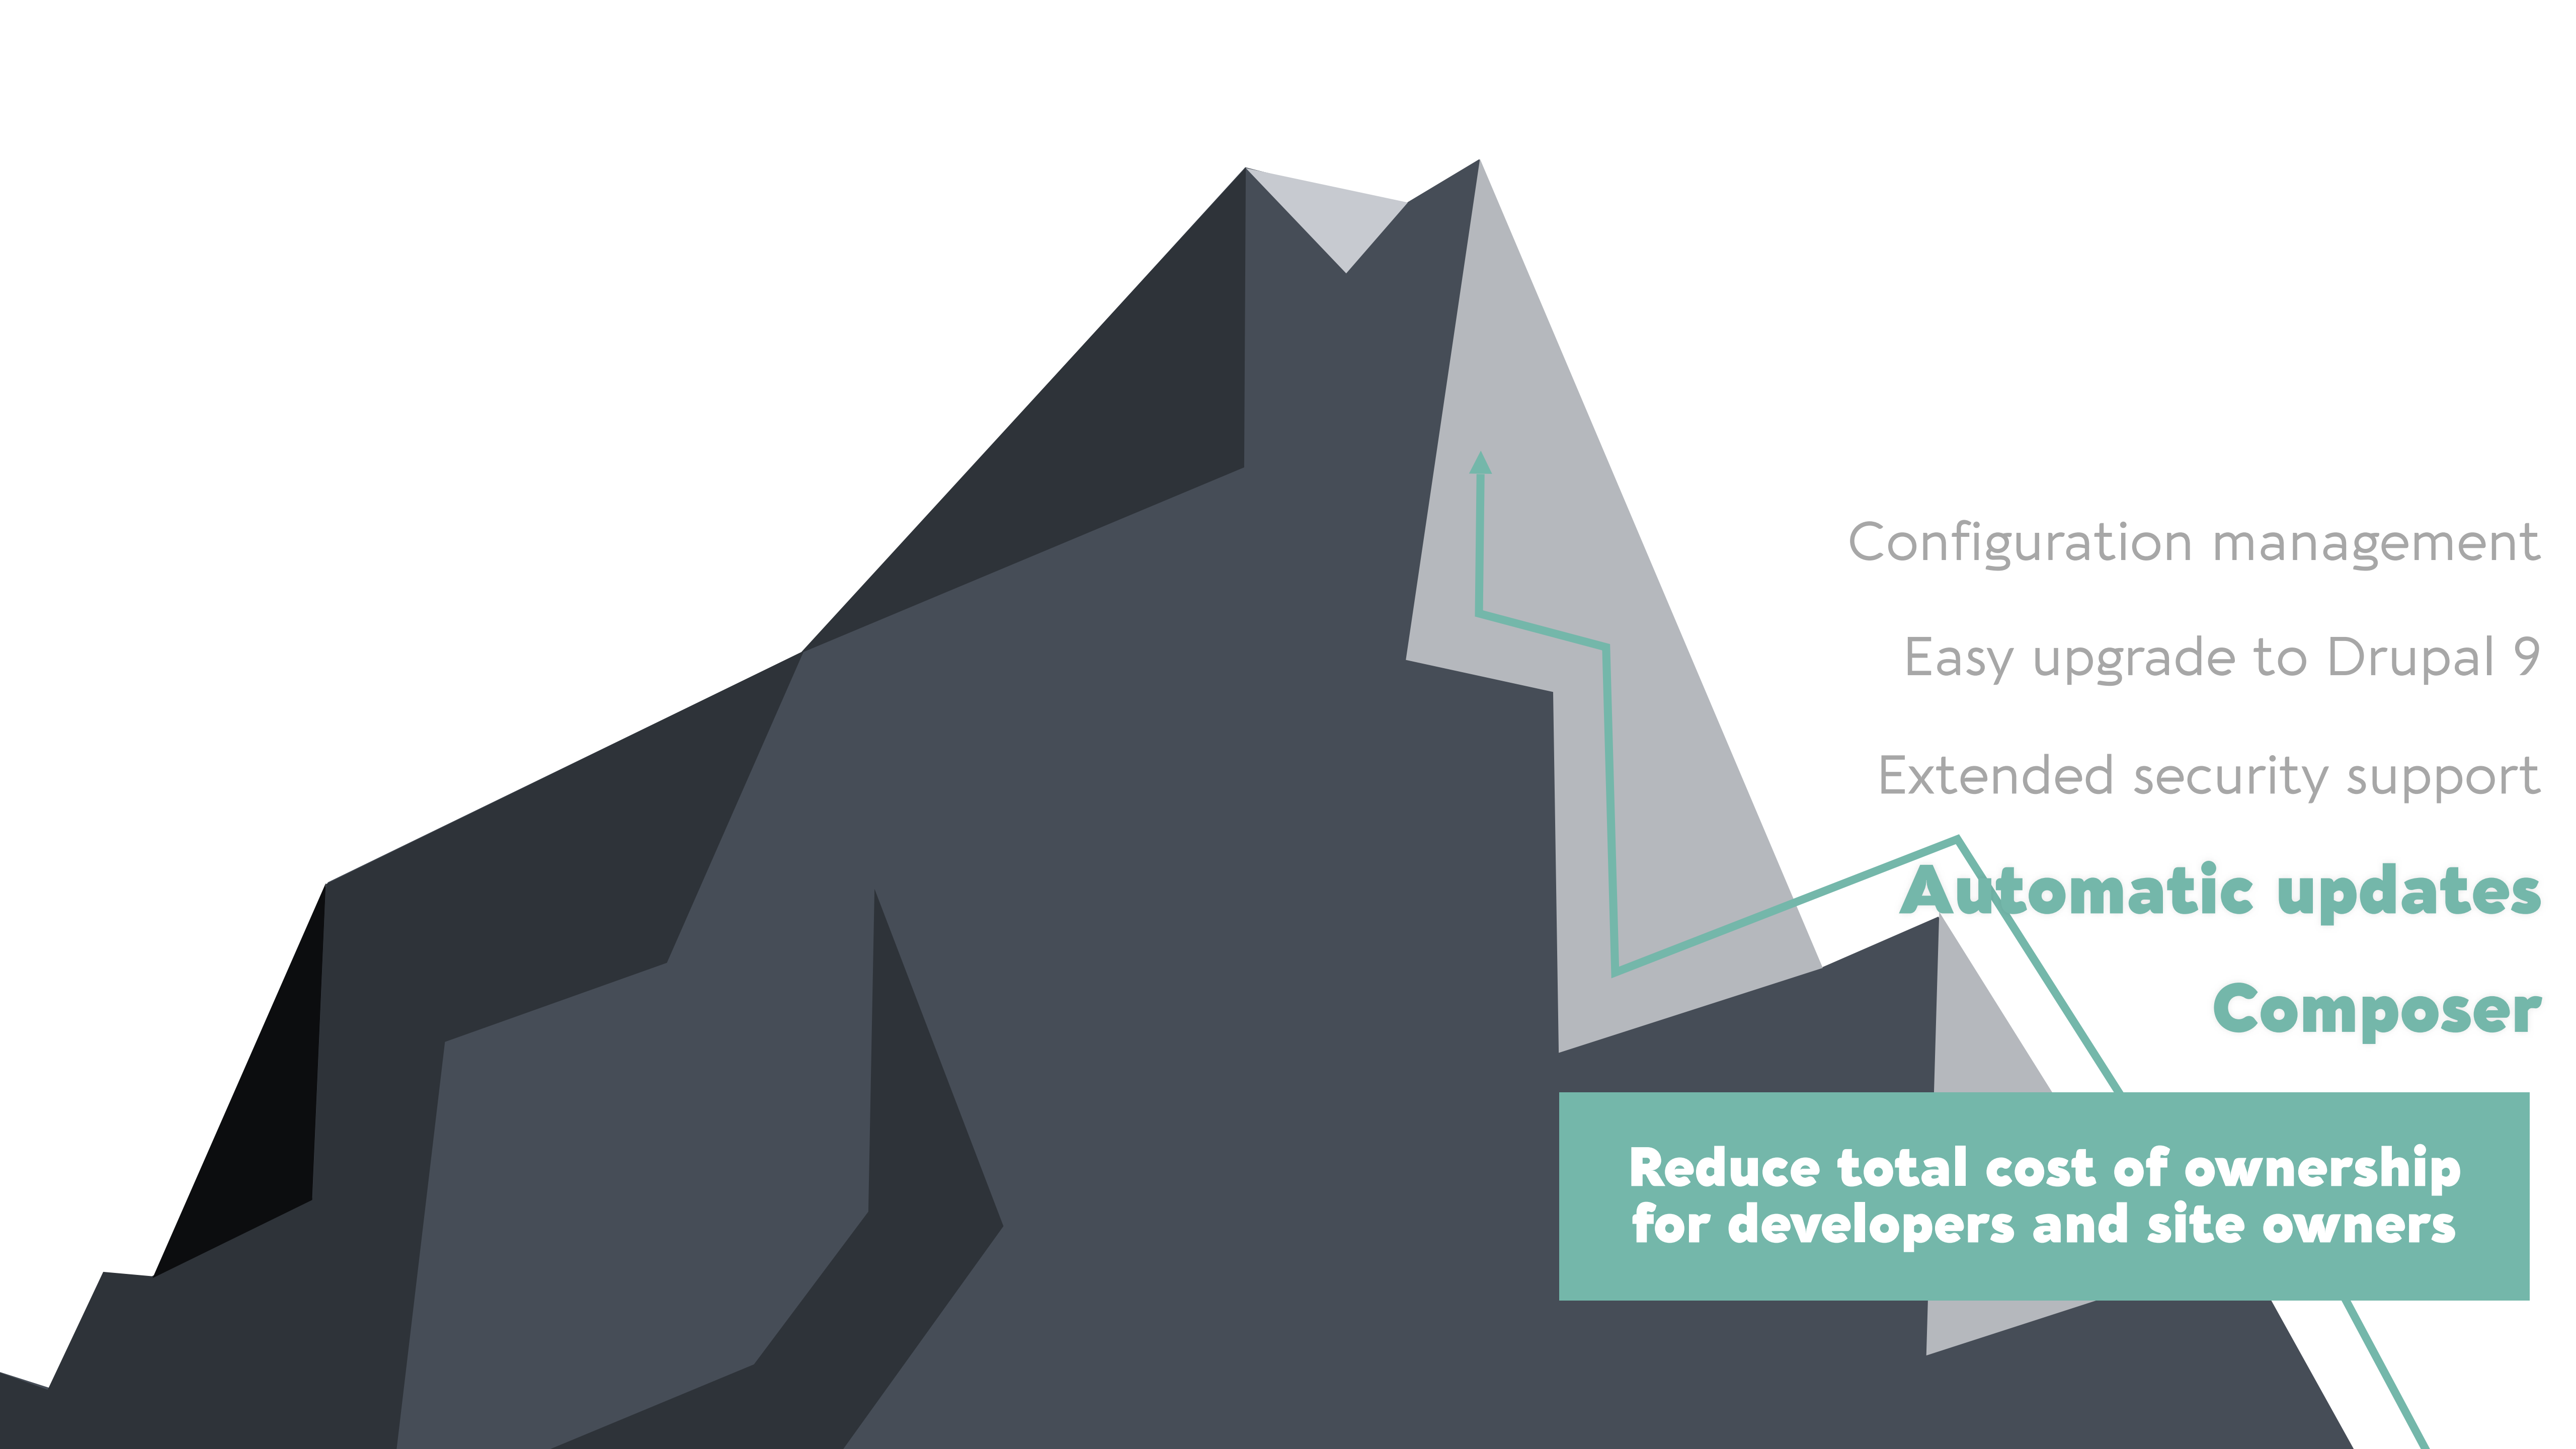 Configuration management
Easy upgrade to Drupal 9
Extended security support
Automatic updates
Composer
Reduce total cost of ownership
for developers and site owners